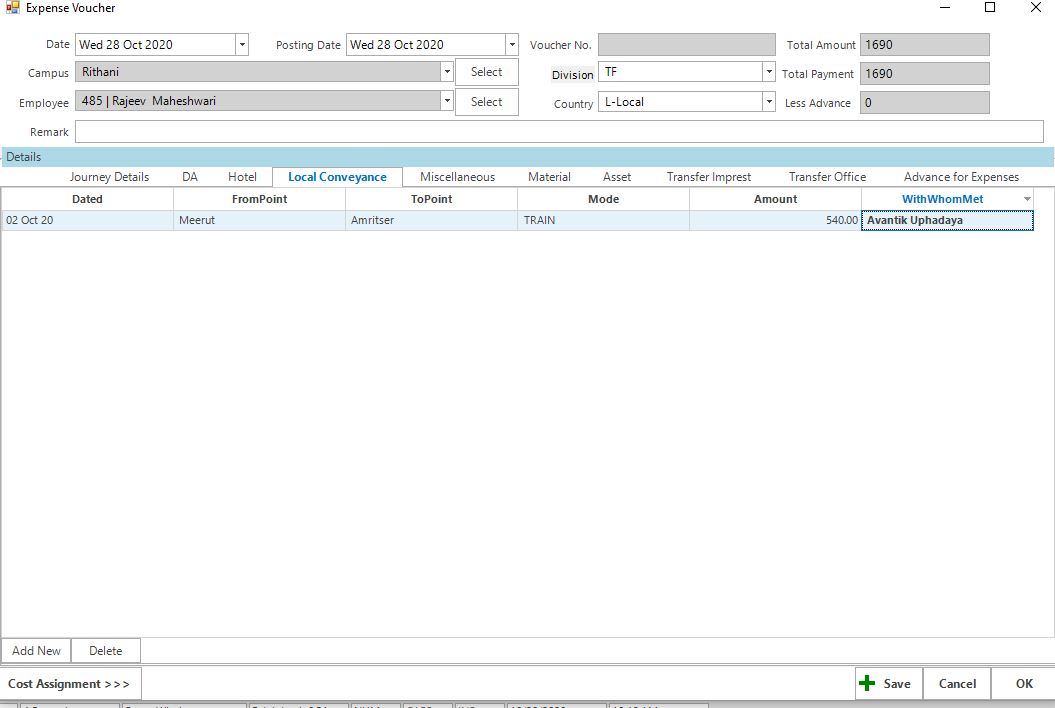 Expense Voucher
Date Wed 28 Oct 2020 Posting Date Wed 28 Oct 2020 Voucher No. Total Amount 1690
Campus Rithani Select Division TF Total Payment 1690
Employee 485 | Rajeev Maheshwari Select Country L-Local Less Advance 0
Remark
Details
Journey Details DA Hotel Local Conveyance Miscellaneous Material Asset Transfer Imprest Transfer Office Advance for Expenses
Dated FromPoint ToPoint Mode Amount WithWhomMet
02 Oct 20 Meerut Amritser TRAIN 540.00 Avantik Uphadaya
Add New Delete
Cost Assignment >>> Save Cancel OK